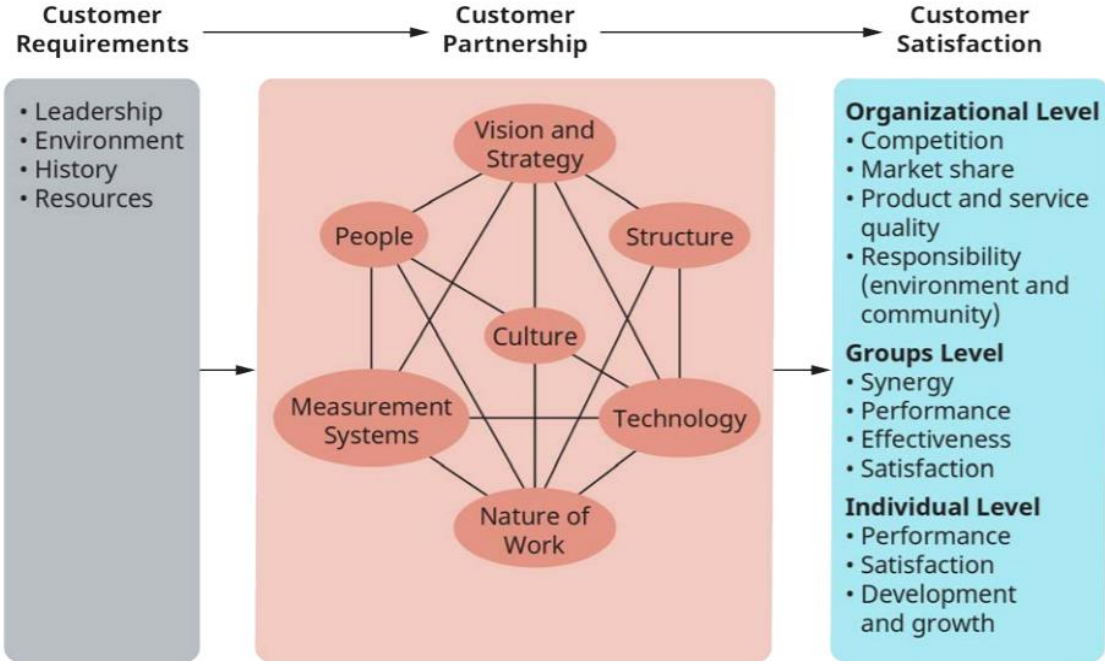 Customer
Requirements
Customer
Partnership
Customer
Satisfaction
• Leadership
• Environment
• History
• Resources
Vision and
Strategy
People
Structure
Culture
Measurement
Systems
Technology
Nature of
Work
Organizational Level
• Competition
• Market share
• Product and service
quality
• Responsibility
(environment and
community)
Groups Level
• Synergy
• Performance
• Effectiveness
• Satisfaction
Individual Level
• Performance
• Satisfaction
• Development
and growth